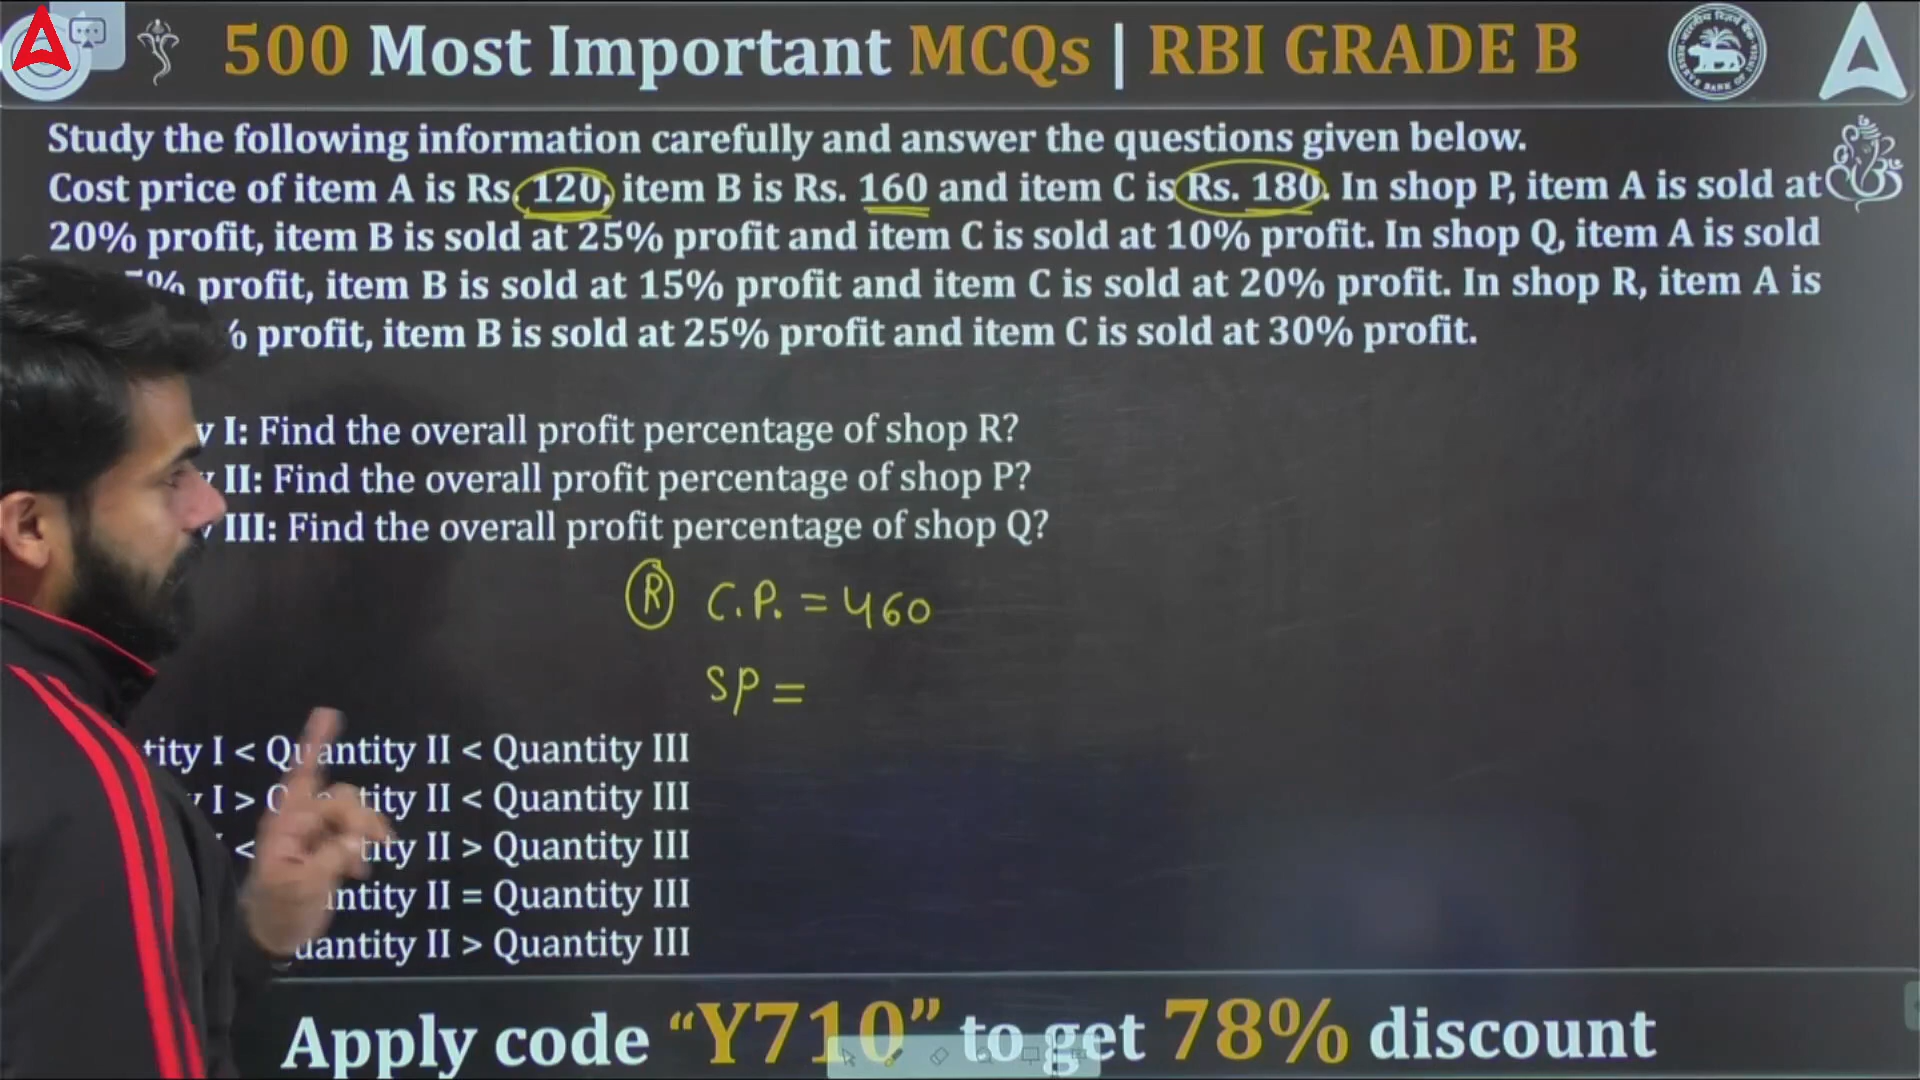 500 Most Important MCQs | RBI GRADE B
Study the following information carefully and answer the questions given below.
Cost price of item A is Rs. 120, item B is Rs. 160 and item C is Rs. 180. In shop P, item A is sold at
20% profit, item B is sold at 25% profit and item C is sold at 10% profit. In shop Q, item A is sold
% profit, item B is sold at 15% profit and item C is sold at 20% profit. In shop R, item A is
% profit, item B is sold at 25% profit and item C is sold at 30% profit.
I: Find the overall profit percentage of shop R?
II: Find the overall profit percentage of shop P?
III: Find the overall profit percentage of shop Q?
R C.P. = 460
SP =
I < Quantity II < Quantity III
I > II < Quantity III
< II > Quantity III
II = Quantity III
II > Quantity III
Apply code “Y710” to get 78% discount